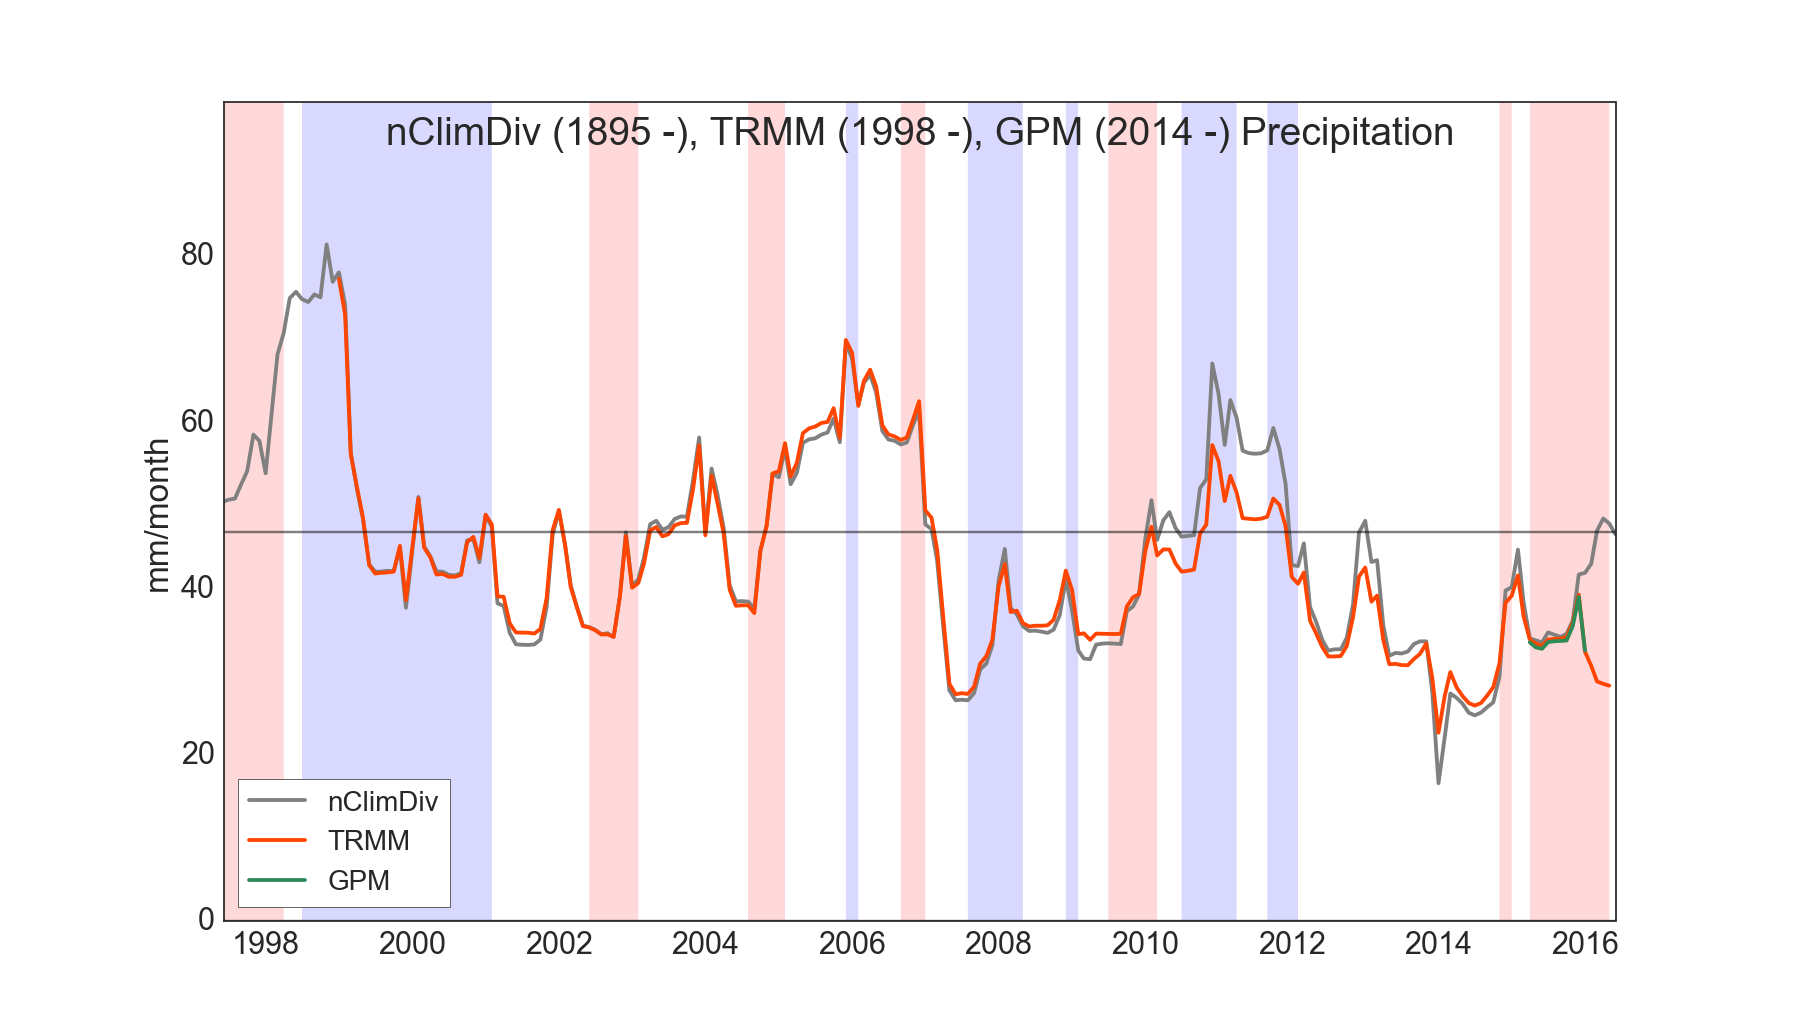 nClimDiv (1895 -), TRMM (1998 -), GPM (2014 -) Precipitation
mm/month
80
60
40
20
0
nClimDiv
TRMM
GPM
1998 2000 2002 2004 2006 2008 2010 2012 2014 2016